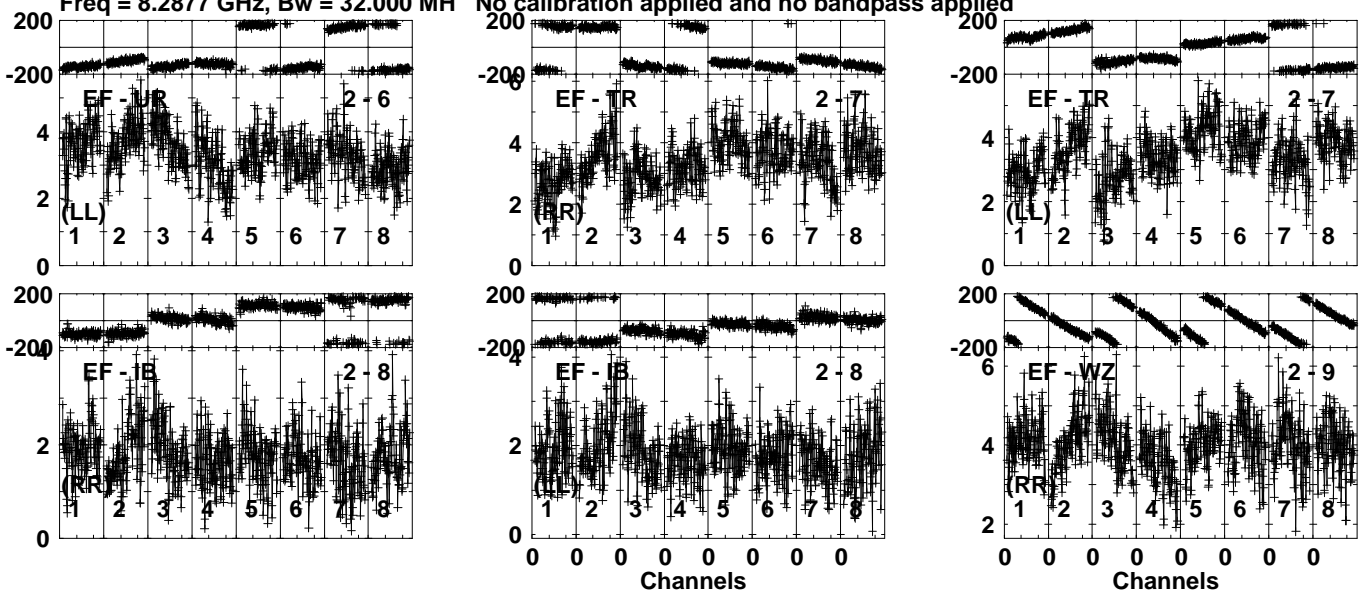 Freq = 8.2877 GHz, Bw = 32.000 MH No calibration applied and no bandpass applied
200
-200
EF - UR 2 - 6
4
2
(LL)
1 2 3 4 5 6 7 8
0
200
-200
6
EF - TR 2 - 7
4
2
(RR)
1 2 3 4 5 6 7 8
0
200
-200
EF - TR 2 - 7
4
2
(LL)
1 2 3 4 5 6 7 8
0
200
-200
4
EF - IB 2 - 8
2
(RR)
1 2 3 4 5 6 7 8
0
200
-200
4
EF - IB 2 - 8
2
(LL)
1 2 3 4 5 6 7 8
0
0 0 0 0 0 0 0 0
Channels
200
-200
6
EF - WZ 2 - 9
4
(RR)
1 2 3 4 5 6 7 8
2
0 0 0 0 0 0 0 0
Channels